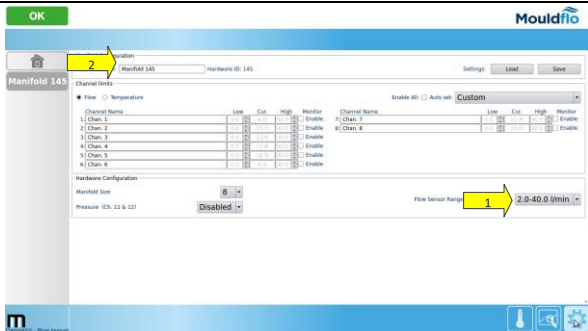 OK
Mouldflo
Manifold 145
2
Manifold 145
Hardware ID: 145
Settings:
Load
Save
Channel limits
Flow
Temperature
Enable All:
Auto set:
Custom
Channel Name
Low
Cur.
High
Monitor
Channel Name
Low
Cur.
High
Monitor
1: Chan. 1
Enable
7: Chan. 7
Enable
2: Chan. 2
Enable
8: Chan. 8
Enable
3: Chan. 3
Enable
4: Chan. 4
Enable
5: Chan. 5
Enable
6: Chan. 6
Enable
Hardware Configuration
Manifold Size
8
Flow Sensor Range
1
2.0-40.0 l/min
Pressure (Ch. 11 & 12)
Disabled
m